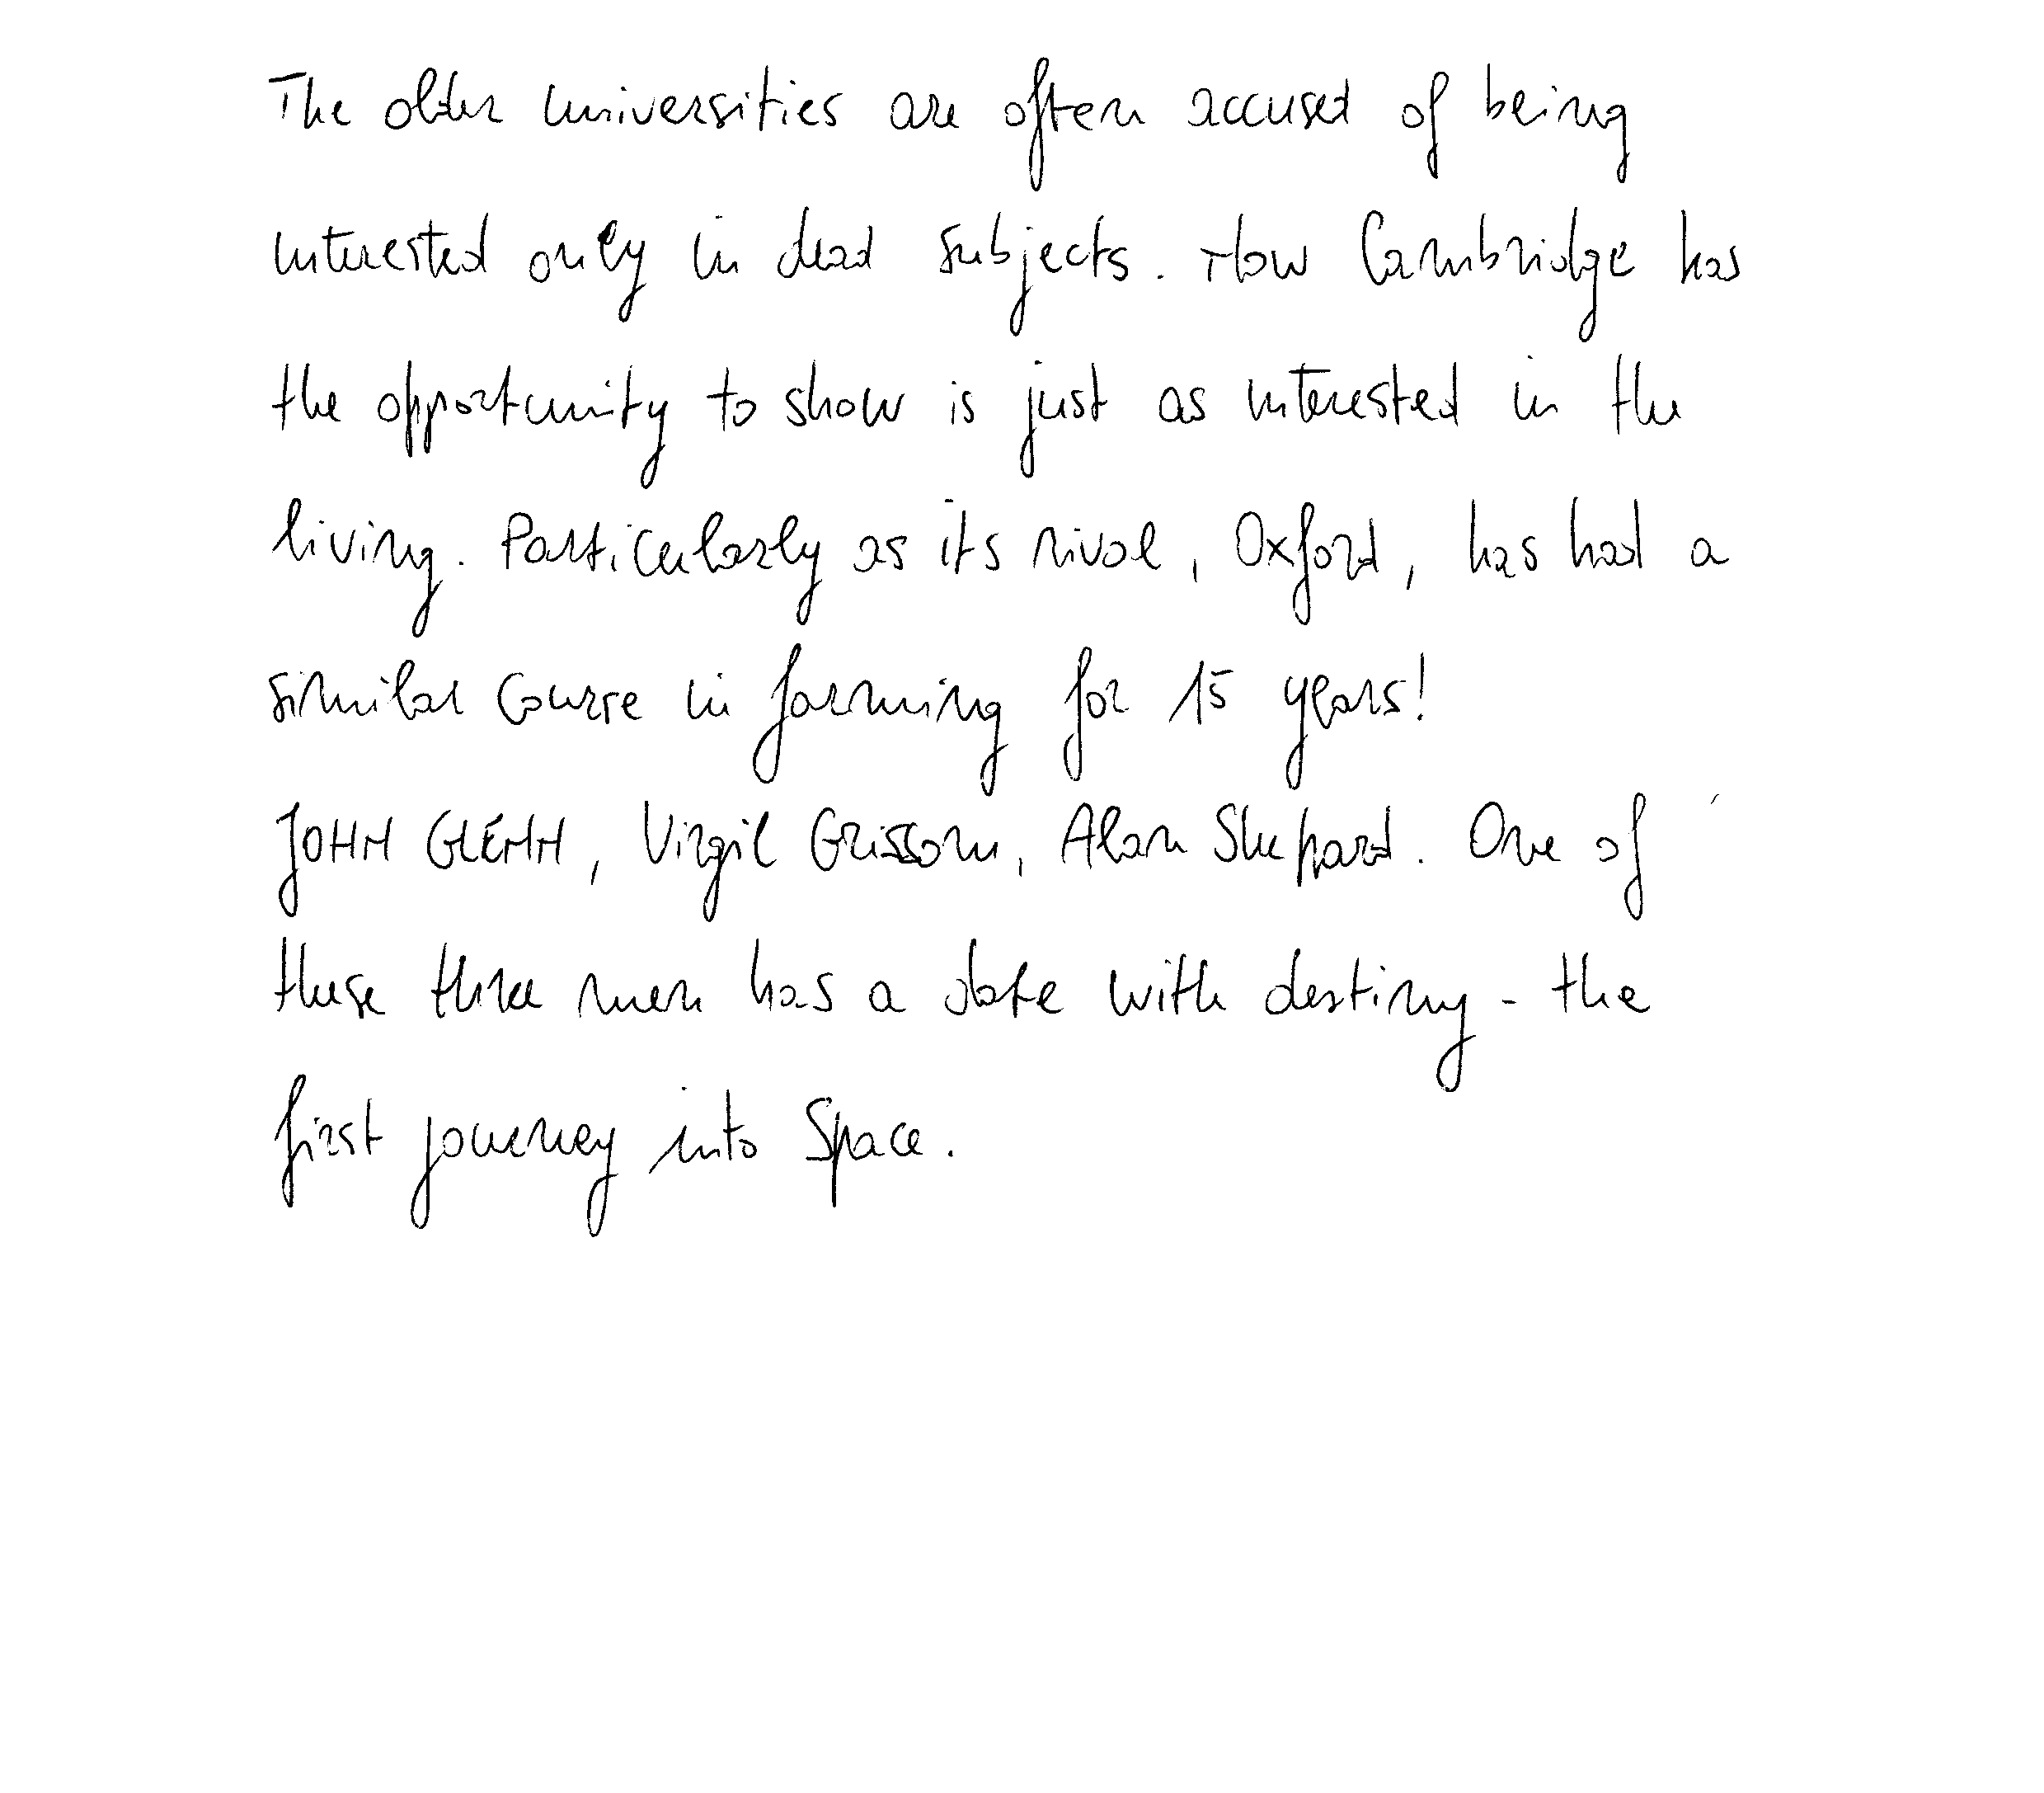 The older universities are often accused of being
interested only in dead subjects. Now Cambridge has
the opportunity to show is just as interested in the
living. Particularly as its rival, Oxford, has had a
similar course in farming for 15 years!
JOHN GLENN, Virgil Grissom, Alan Shepard. One of
these three men has a date with destiny - the
first journey into Space.